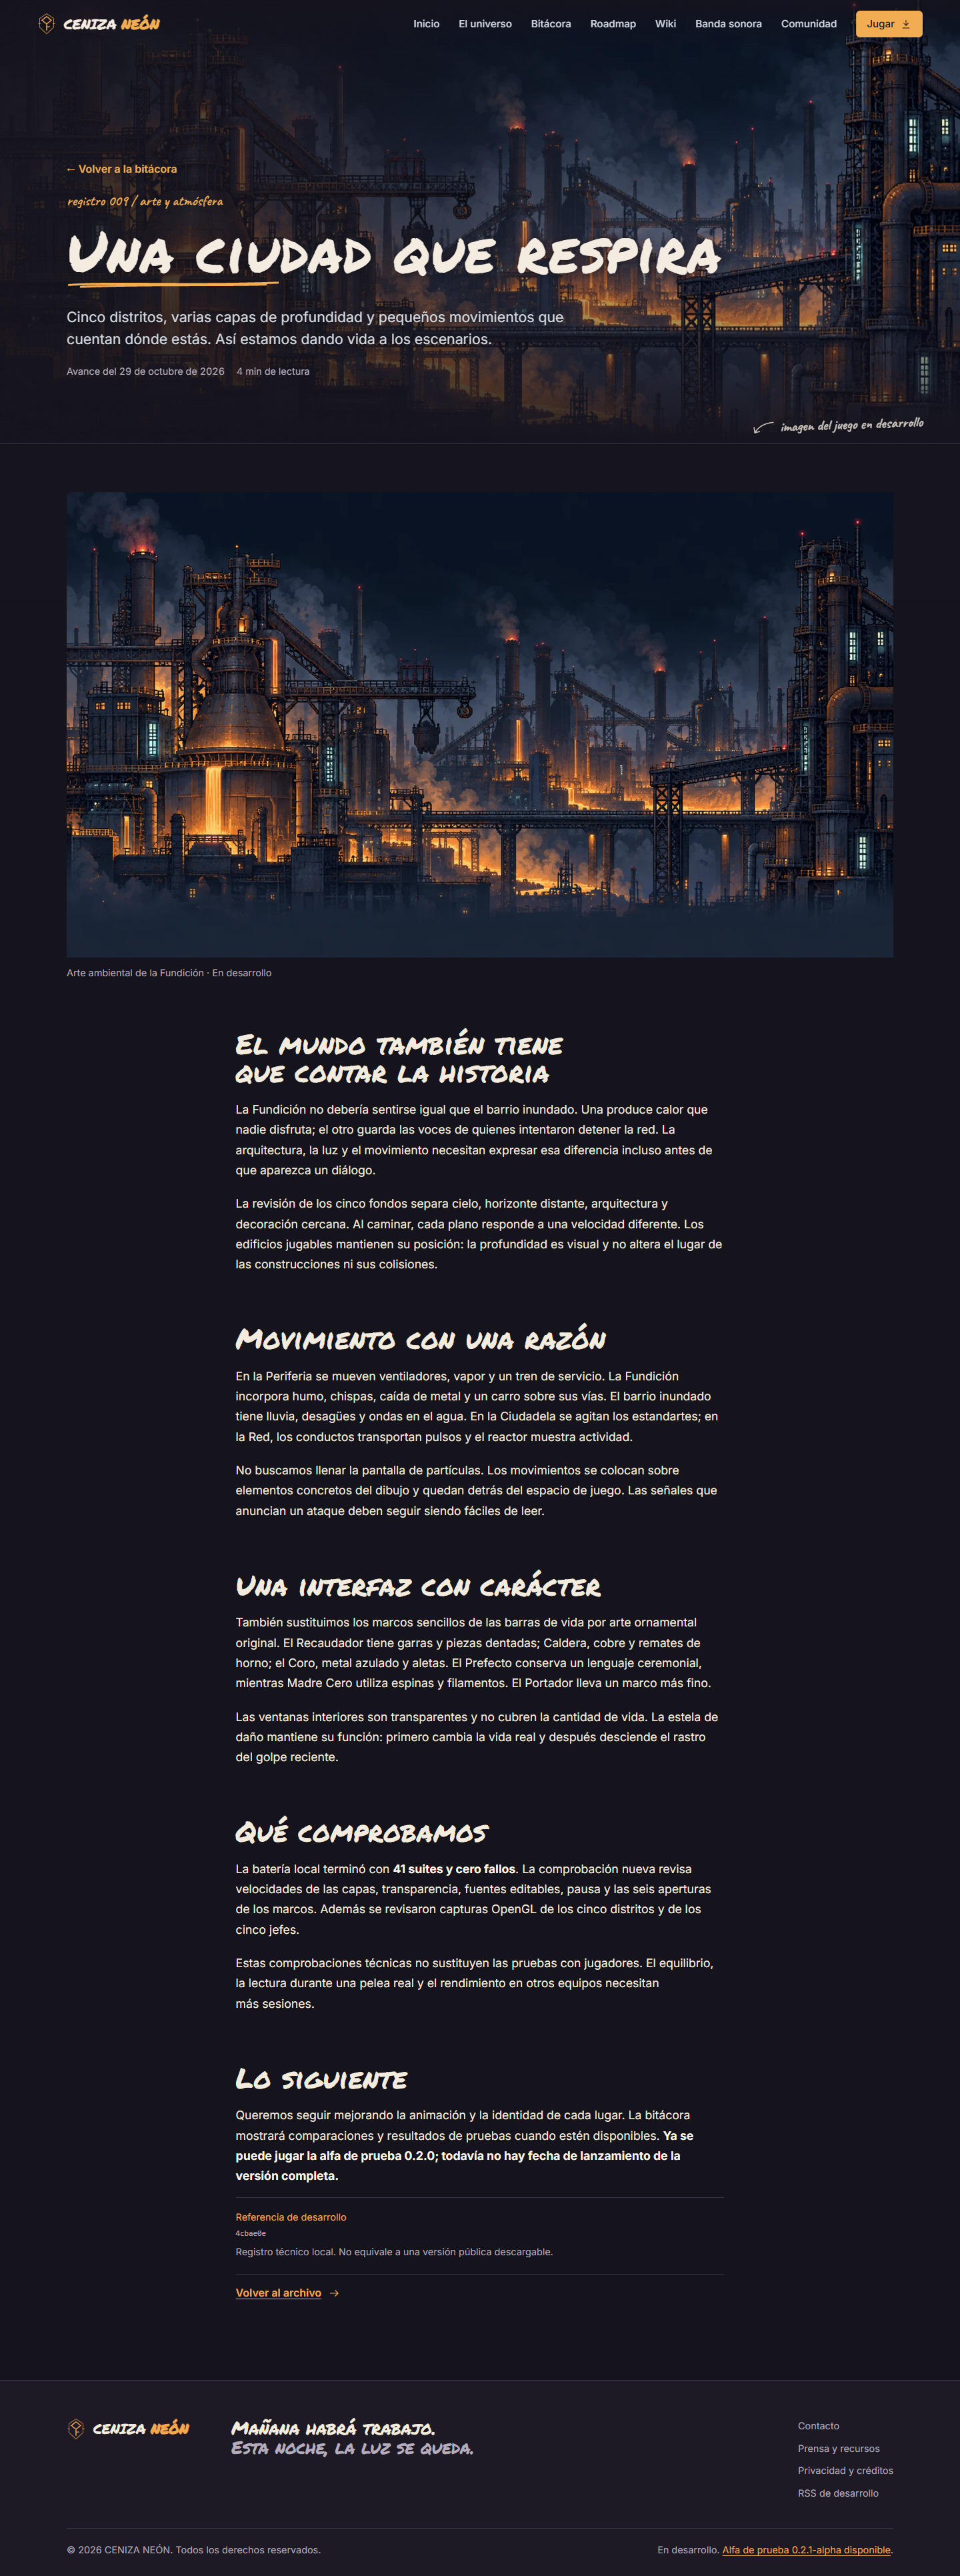 CENIZA NEÓN
Inicio
El universo
Bitácora
Roadmap
Wiki
Banda sonora
Comunidad
Jugar
← Volver a la bitácora
registro 009 / arte y atmósfera
Una ciudad que respira
Cinco distritos, varias capas de profundidad y pequeños movimientos que
cuentan dónde estás. Así estamos dando vida a los escenarios.
Avance del 29 de octubre de 2026 4 min de lectura
imagen del juego en desarrollo
Arte ambiental de la Fundición · En desarrollo
El mundo también tiene
que contar la historia
La Fundición no debería sentirse igual que el barrio inundado. Una produce calor que
nadie disfruta; el otro guarda las voces de quienes intentaron detener la red. La
arquitectura, la luz y el movimiento necesitan expresar esa diferencia incluso antes de
que aparezca un diálogo.
La revisión de los cinco fondos separa cielo, horizonte distante, arquitectura y
decoración cercana. Al caminar, cada plano responde a una velocidad diferente. Los
edificios jugables mantienen su posición: la profundidad es visual y no altera el lugar de
las construcciones ni sus colisiones.
Movimiento con una razón
En la Periferia se mueven ventiladores, vapor y un tren de servicio. La Fundición
incorpora humo, chispas, caída de metal y un carro sobre sus vías. El barrio inundado
tiene lluvia, desagües y ondas en el agua. En la Ciudadela se agitan los estandartes; en
la Red, los conductos transportan pulsos y el reactor muestra actividad.
No buscamos llenar la pantalla de partículas. Los movimientos se colocan sobre
elementos concretos del dibujo y quedan detrás del espacio de juego. Las señales que
anuncian un ataque deben seguir siendo fáciles de leer.
Una interfaz con carácter
También sustituimos los marcos sencillos de las barras de vida por arte ornamental
original. El Recaudador tiene garras y piezas dentadas; Caldera, cobre y remates de
horno; el Coro, metal azulado y aletas. El Prefecto conserva un lenguaje ceremonial,
mientras Madre Cero utiliza espinas y filamentos. El Portador lleva un marco más fino.
Las ventanas interiores son transparentes y no cubren la cantidad de vida. La estela de
daño mantiene su función: primero cambia la vida real y después desciende el rastro
del golpe reciente.
Qué comprobamos
La batería local terminó con 41 suites y cero fallos. La comprobación nueva revisa
velocidades de las capas, transparencia, fuentes editables, pausa y las seis aperturas
de los marcos. Además se revisaron capturas OpenGL de los cinco distritos y de los
cinco jefes.
Estas comprobaciones técnicas no sustituyen las pruebas con jugadores. El equilibrio,
la lectura durante una pelea real y el rendimiento en otros equipos necesitan
más sesiones.
Lo siguiente
Queremos seguir mejorando la animación y la identidad de cada lugar. La bitácora
mostrará comparaciones y resultados de pruebas cuando estén disponibles. Ya se
puede jugar la alfa de prueba 0.2.0; todavía no hay fecha de lanzamiento de la
versión completa.
Referencia de desarrollo
4cbae0e
Registro técnico local. No equivale a una versión pública descargable.
Volver al archivo →
CENIZA NEÓN
Mañana habrá trabajo.
Esta noche, la luz se queda.
Contacto
Prensa y recursos
Privacidad y créditos
RSS de desarrollo
© 2026 CENIZA NEÓN. Todos los derechos reservados.
En desarrollo. Alfa de prueba 0.2.1-alpha disponible.